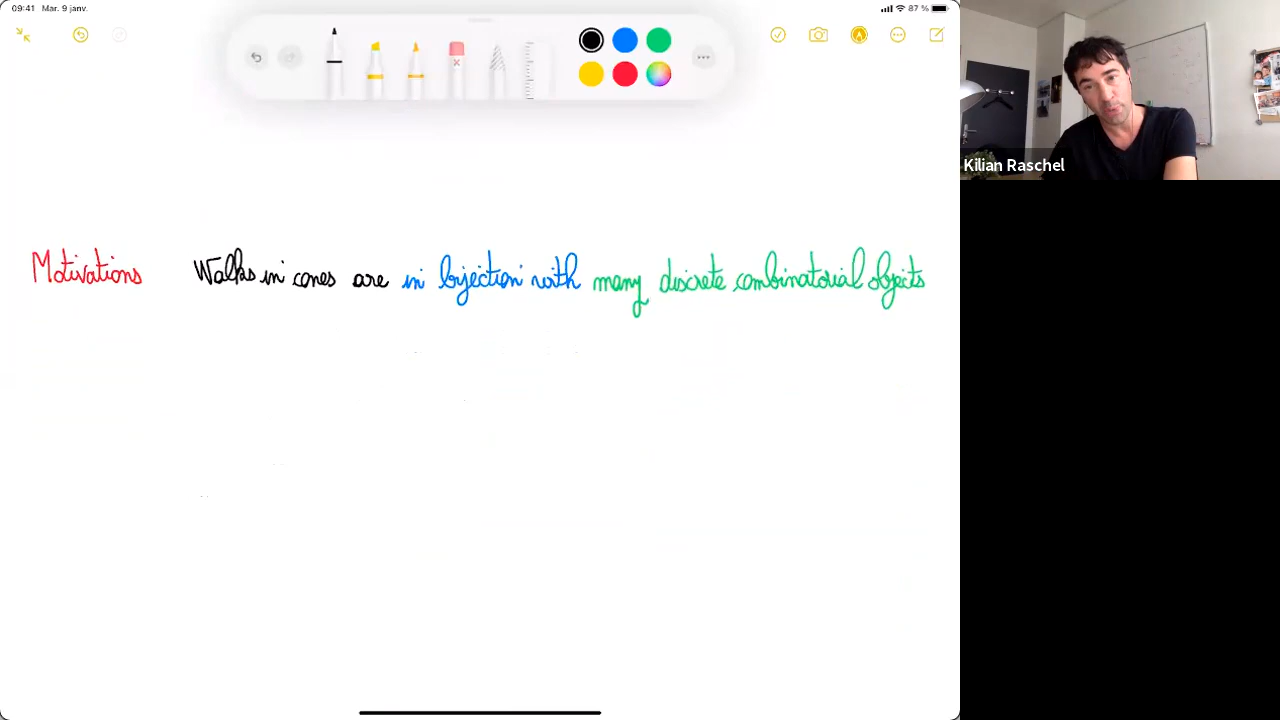 09:41 Mar. 9 janv.
87 %
Kilian Raschel
Motivations Walks in cones are in bijection with many discrete combinatorial objects